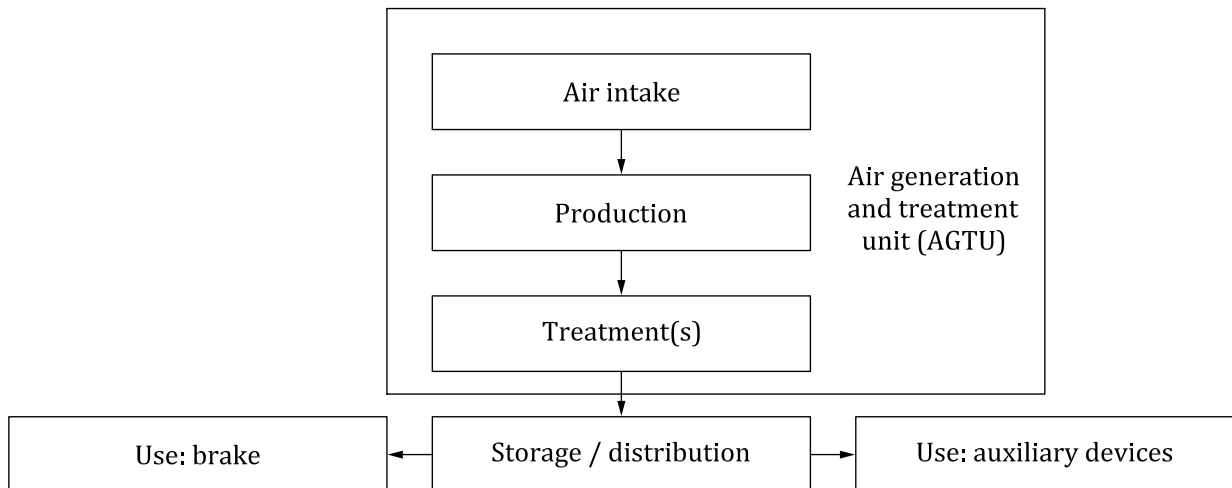 Air intake
Production
Air generation
and treatment
unit (AGTU)
Treatment(s)
Use: brake
Storage / distribution
Use: auxiliary devices